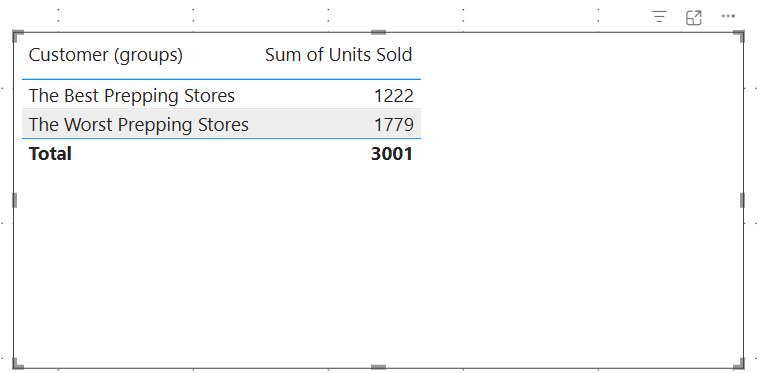 Customer (groups) Sum of Units Sold
The Best Prepping Stores 1222
The Worst Prepping Stores 1779
Total 3001